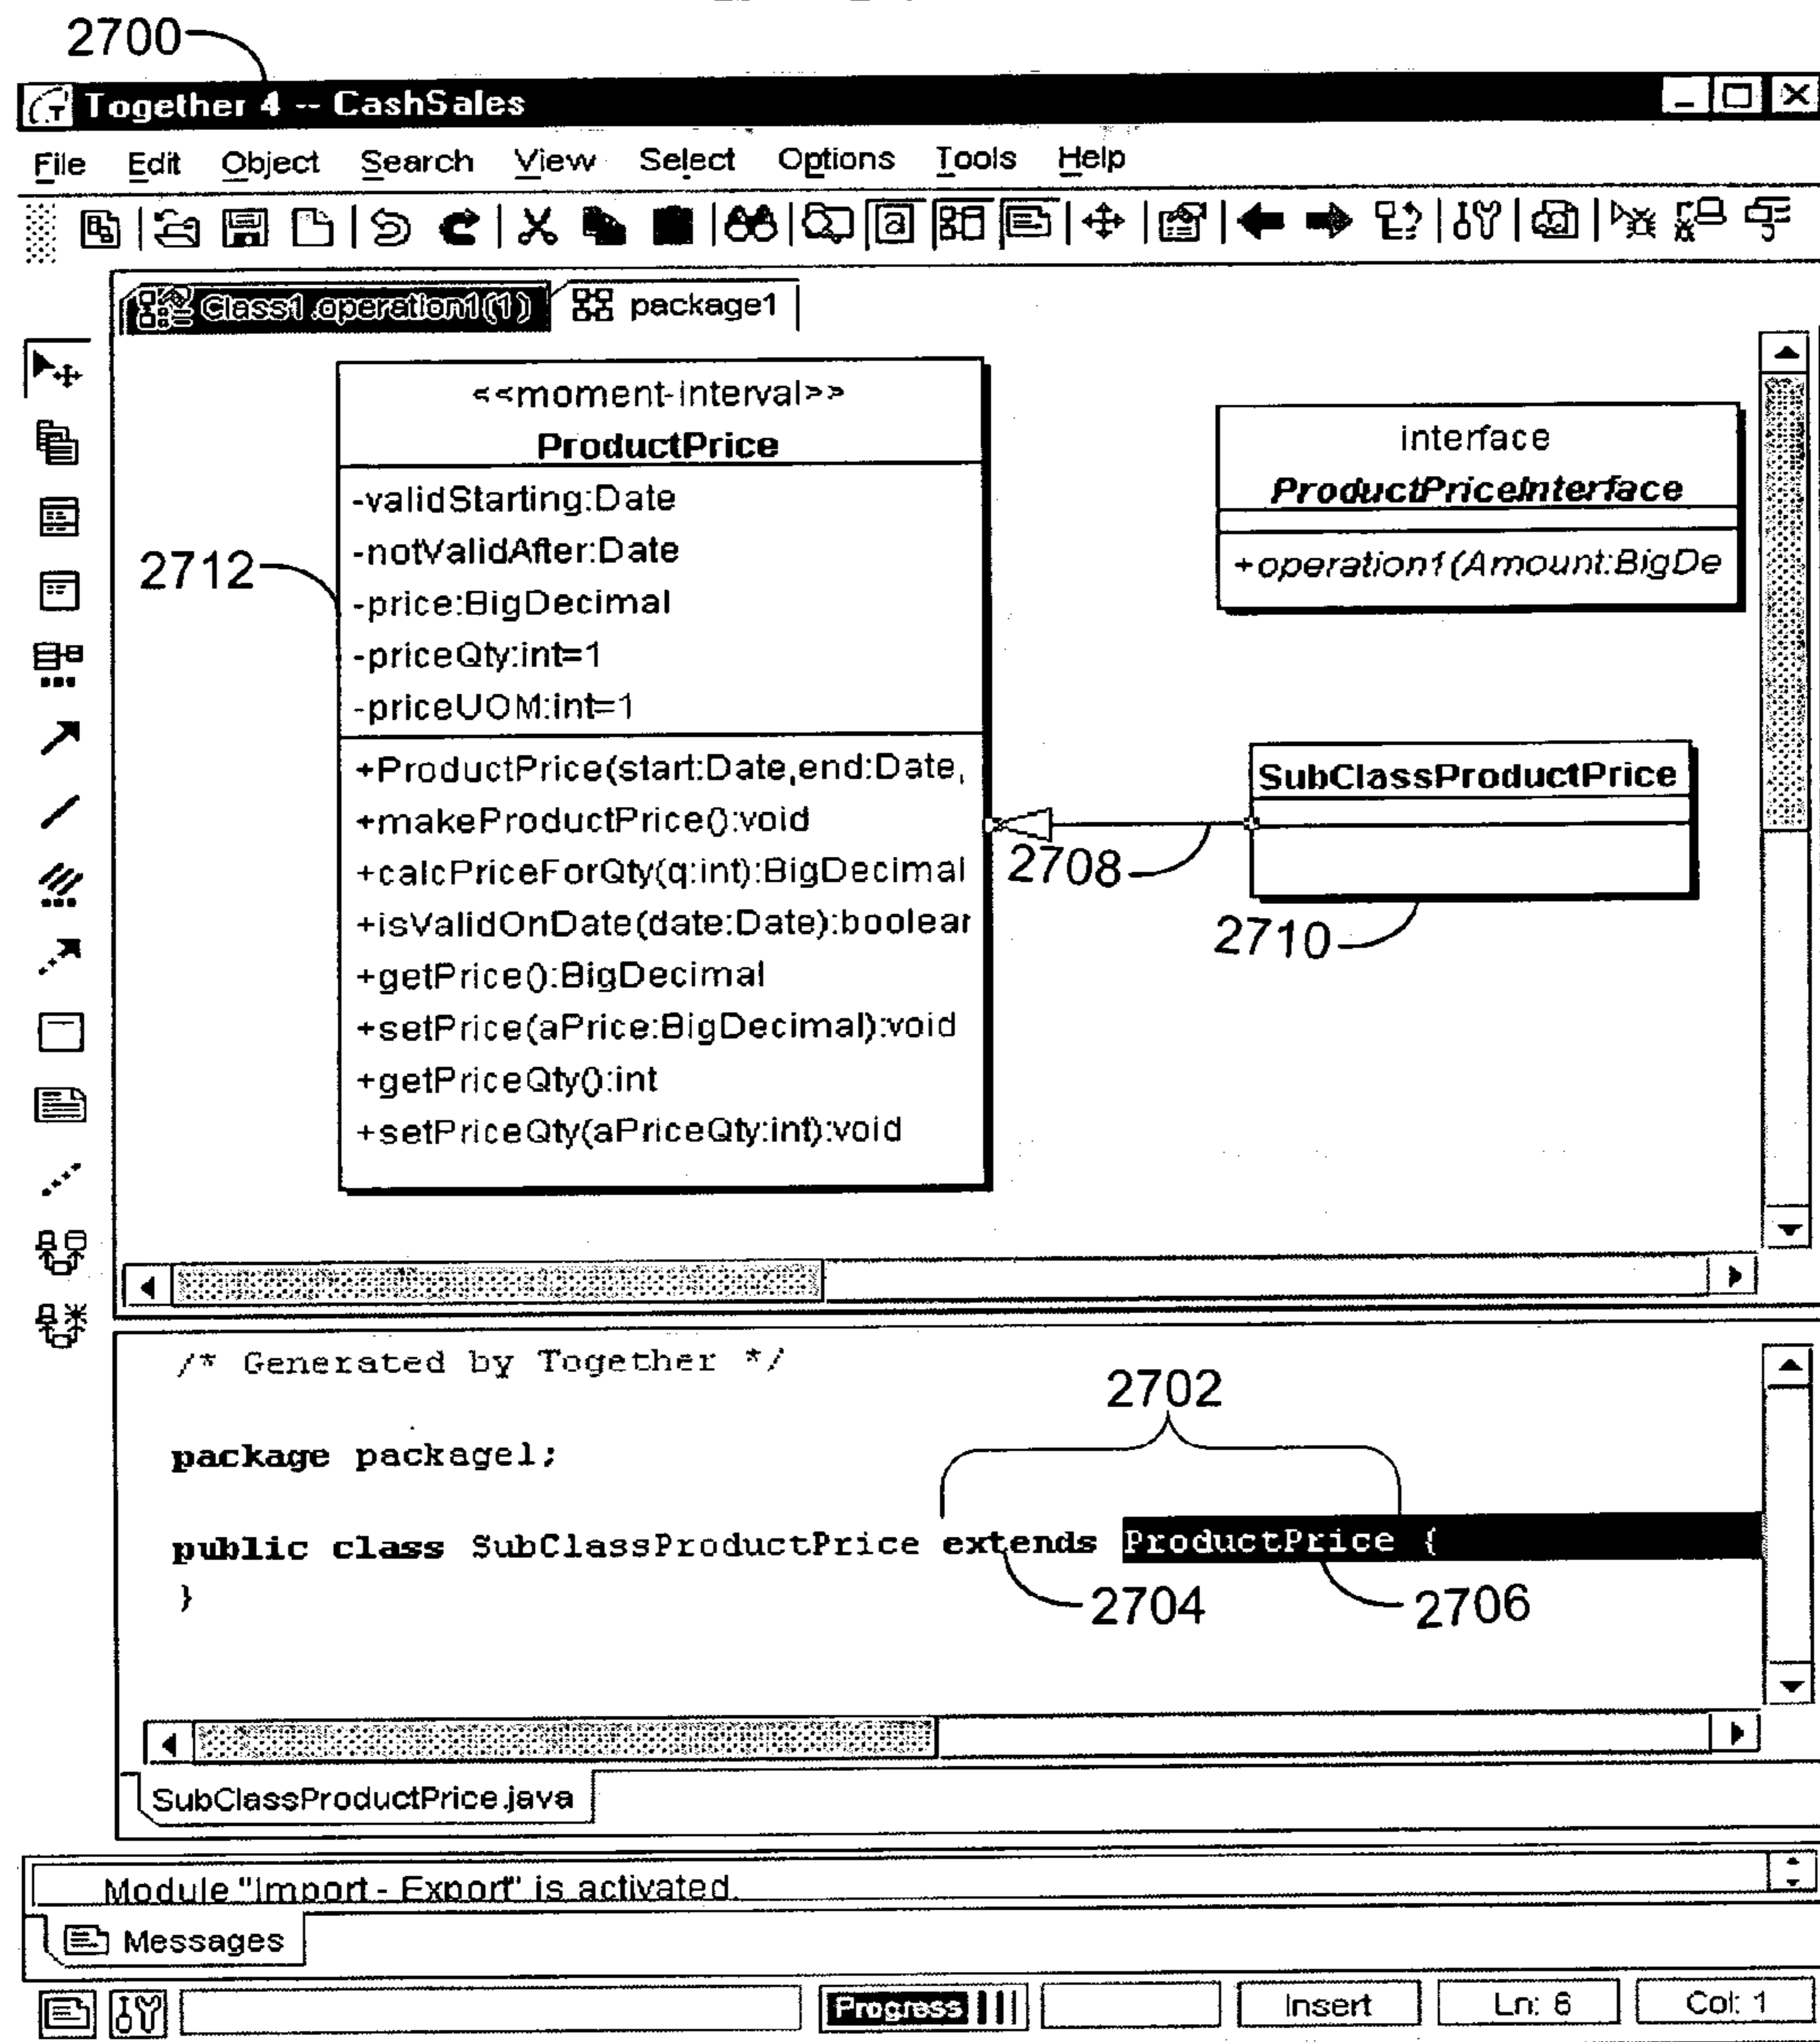 2700
Together 4 -- CashSales
File Edit Object Search View Select Options Tools Help
Class1.operation1(1) package1
<<moment-interval>>
ProductPrice
-validStarting:Date
-notValidAfter:Date
-price:BigDecimal
-priceQty:int=1
-priceUOM:int=1
+ProductPrice(start:Date,end:Date,
+makeProductPrice():void
+calcPriceForQty(q:int):BigDecimal
+isValidOnDate(date:Date):boolear
+getPrice():BigDecimal
+setPrice(aPrice:BigDecimal):void
+getPriceQty():int
+setPriceQty(aPriceQty:int):void
2712
interface
ProductPriceInterface
+operation1(Amount:BigDe
SubClassProductPrice
2708
2710
/* Generated by Together */
2702
package package1;
public class SubClassProductPrice extends ProductPrice {
}
2704
2706
SubClassProductPrice.java
Module "Import - Export" is activated.
Messages
Progress Insert Ln: 6 Col: 1